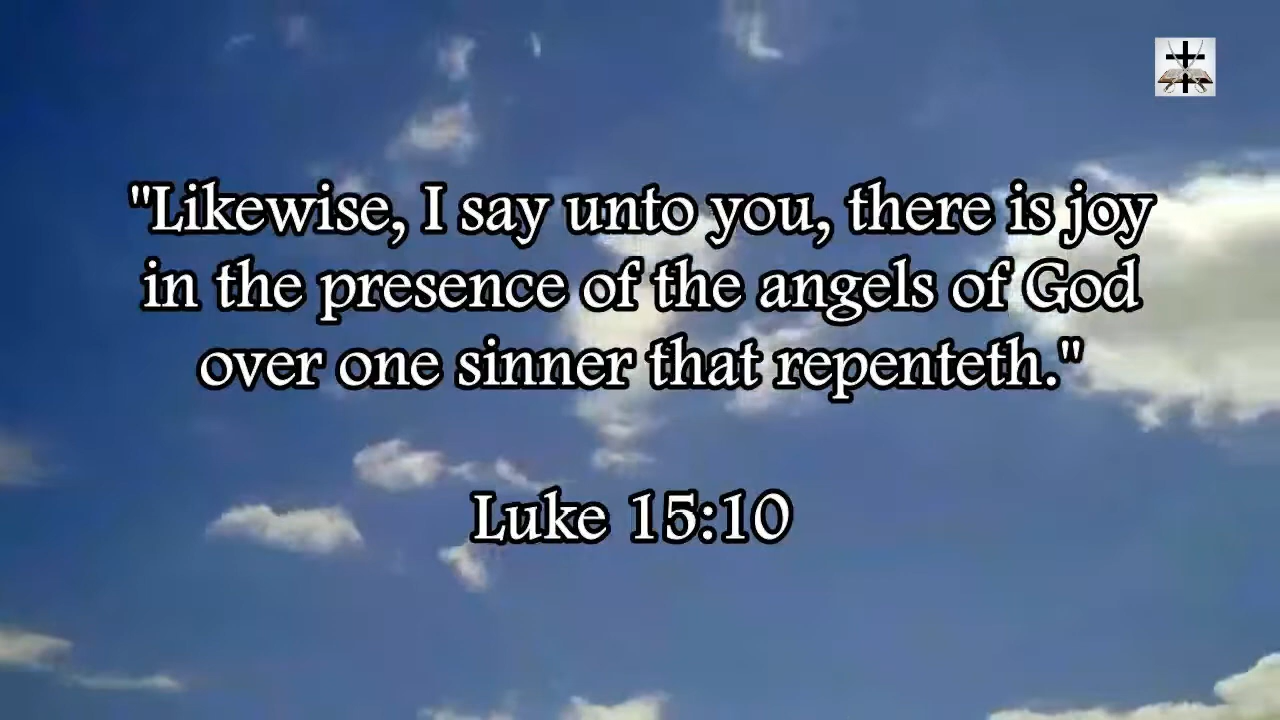 "Likewise, I say unto you, there is joy
in the presence of the angels of God
over one sinner that repenteth."
Luke 15:10